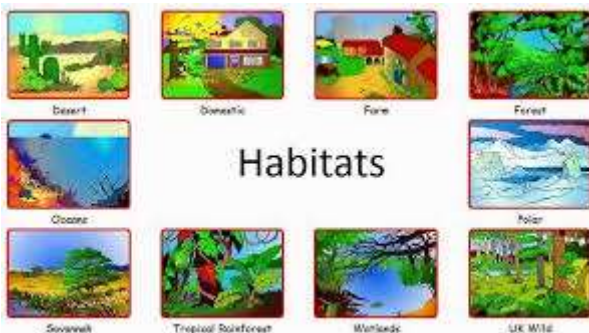 Desert Domestic Farm Forest
Habitats
Oceans Polar
Savannah Tropical Rainforest Wetlands UK Wild